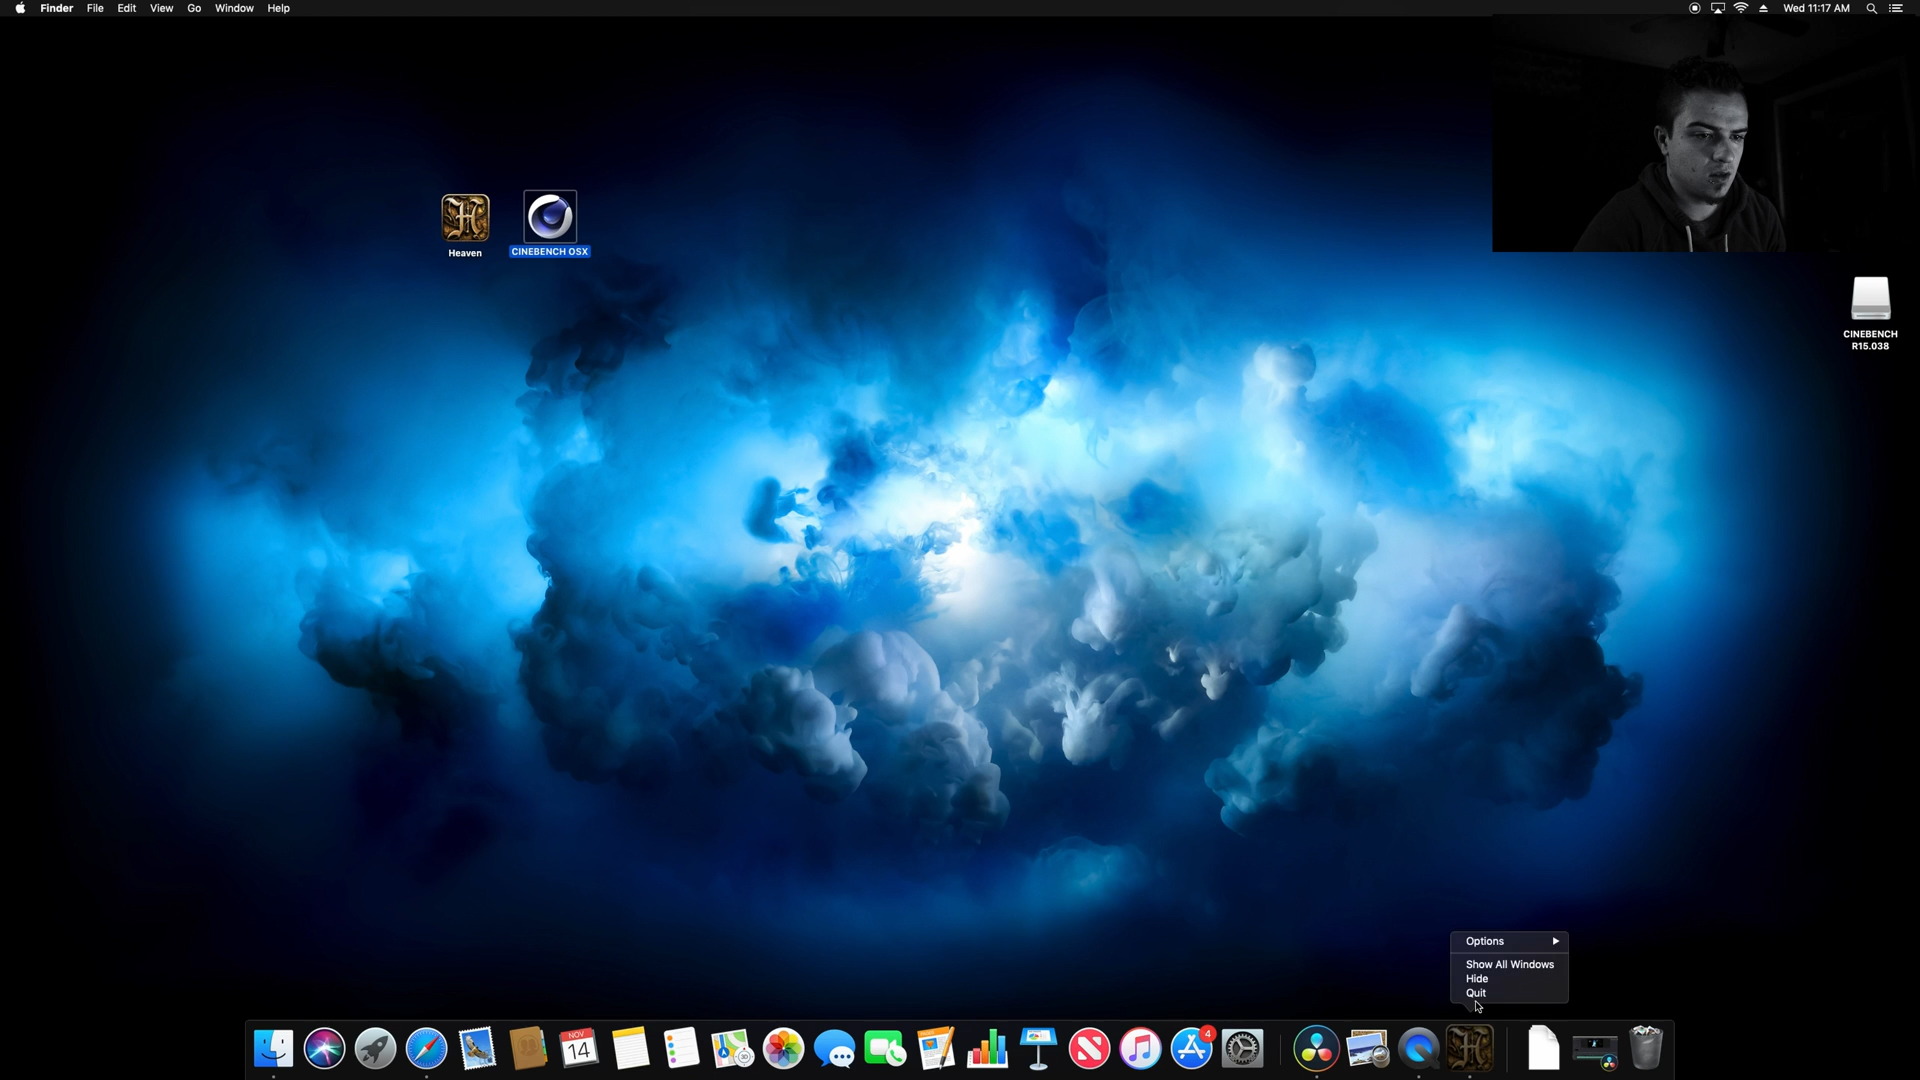 Finder File Edit View Go Window Help Wed 11:17 AM
Heaven
CINEBENCH OSX
CINEBENCH
R15.038
Options
Show All Windows
Hide
Quit
NOV
14
3D
4